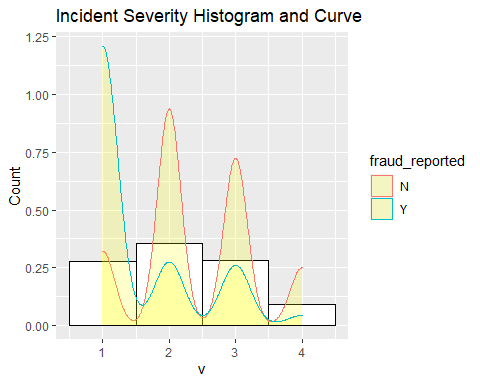 Incident Severity Histogram and Curve
1.25
1.00
0.75
0.50
0.25
0.00
Count
1 2 3 4
v
fraud_reported
N
Y